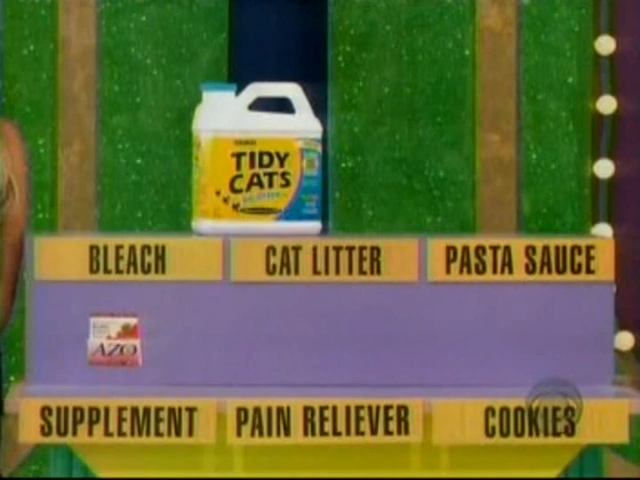 TIDY
CATS
BLEACH
CAT LITTER
PASTA SAUCE
AZO
SUPPLEMENT
PAIN RELIEVER
COOKIES